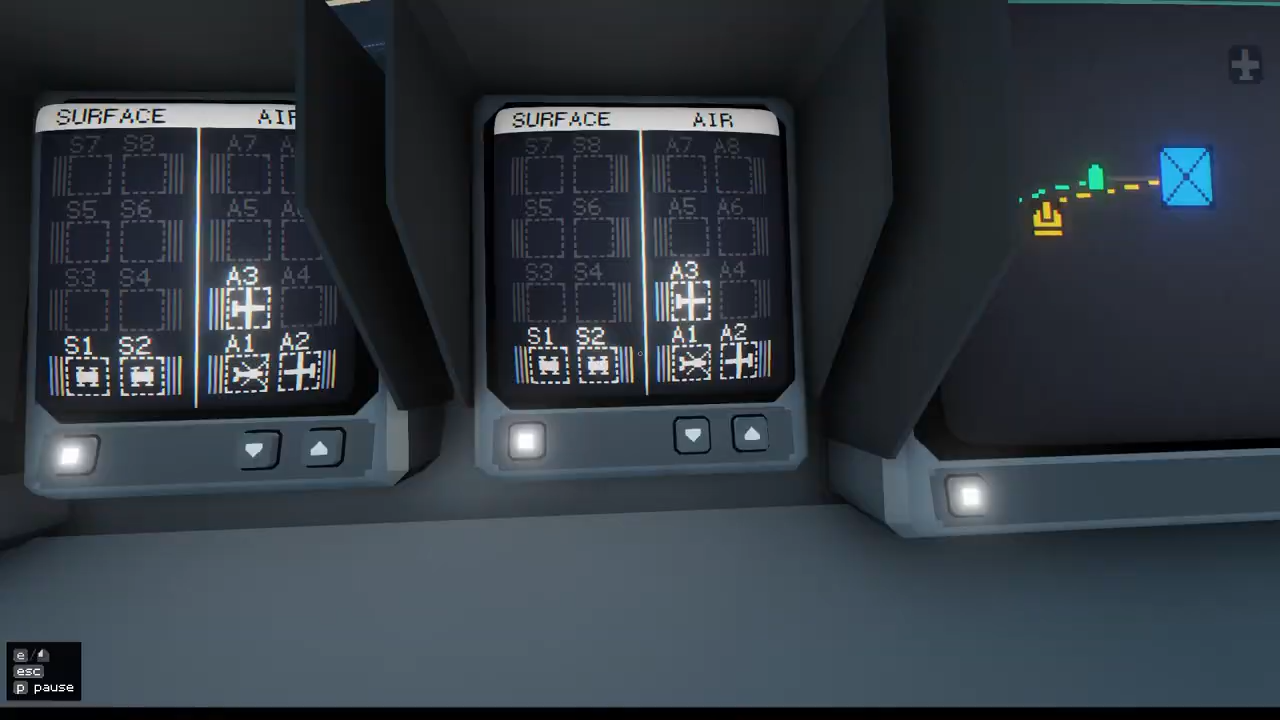 SURFACE AIR
S7 S8 A7 A
S5 S6 A5 A
S3 S4 A3 A4
S1 S2 A1 A2
SURFACE AIR
S7 S8 A7 A8
S5 S6 A5 A6
S3 S4 A3 A4
S1 S2 A1 A2
e /
esc
p pause